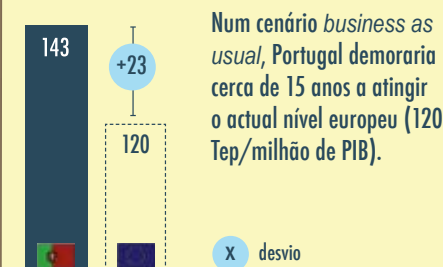 143
+23
120
Num cenário business as
usual, Portugal demoraria
cerca de 15 anos a atingir
o actual nível europeu (120
Tep/milhão de PIB).
x desvio